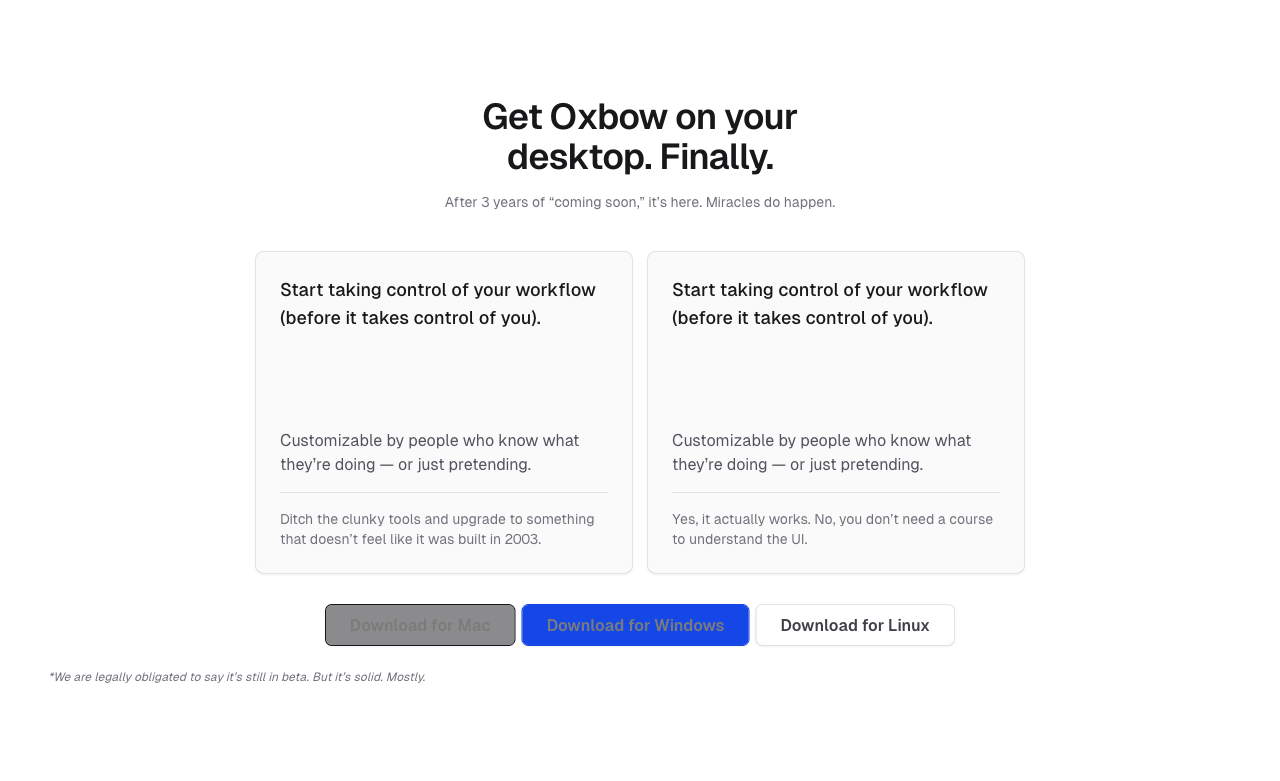 Get Oxbow on your
desktop. Finally.
After 3 years of “coming soon,” it’s here. Miracles do happen.
Start taking control of your workflow
(before it takes control of you).
Customizable by people who know what
they’re doing — or just pretending.
Ditch the clunky tools and upgrade to something
that doesn’t feel like it was built in 2003.
Start taking control of your workflow
(before it takes control of you).
Customizable by people who know what
they’re doing — or just pretending.
Yes, it actually works. No, you don’t need a course
to understand the UI.
Download for Mac
Download for Windows
Download for Linux
*We are legally obligated to say it’s still in beta. But it’s solid. Mostly.